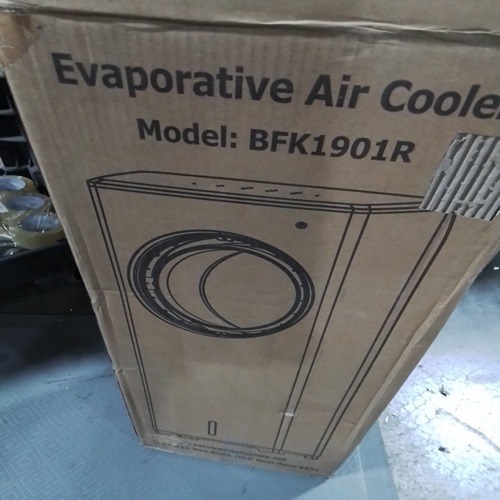 Evaporative Air Cooler
Model: BFK1901R